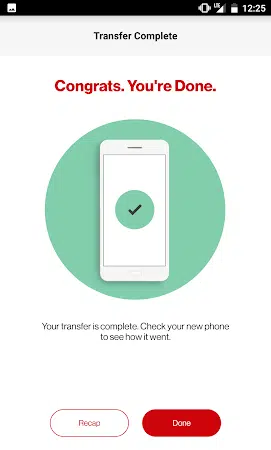 12:25
Transfer Complete
Congrats. You're Done.
Your transfer is complete. Check your new phone
to see how it went.
Recap
Done